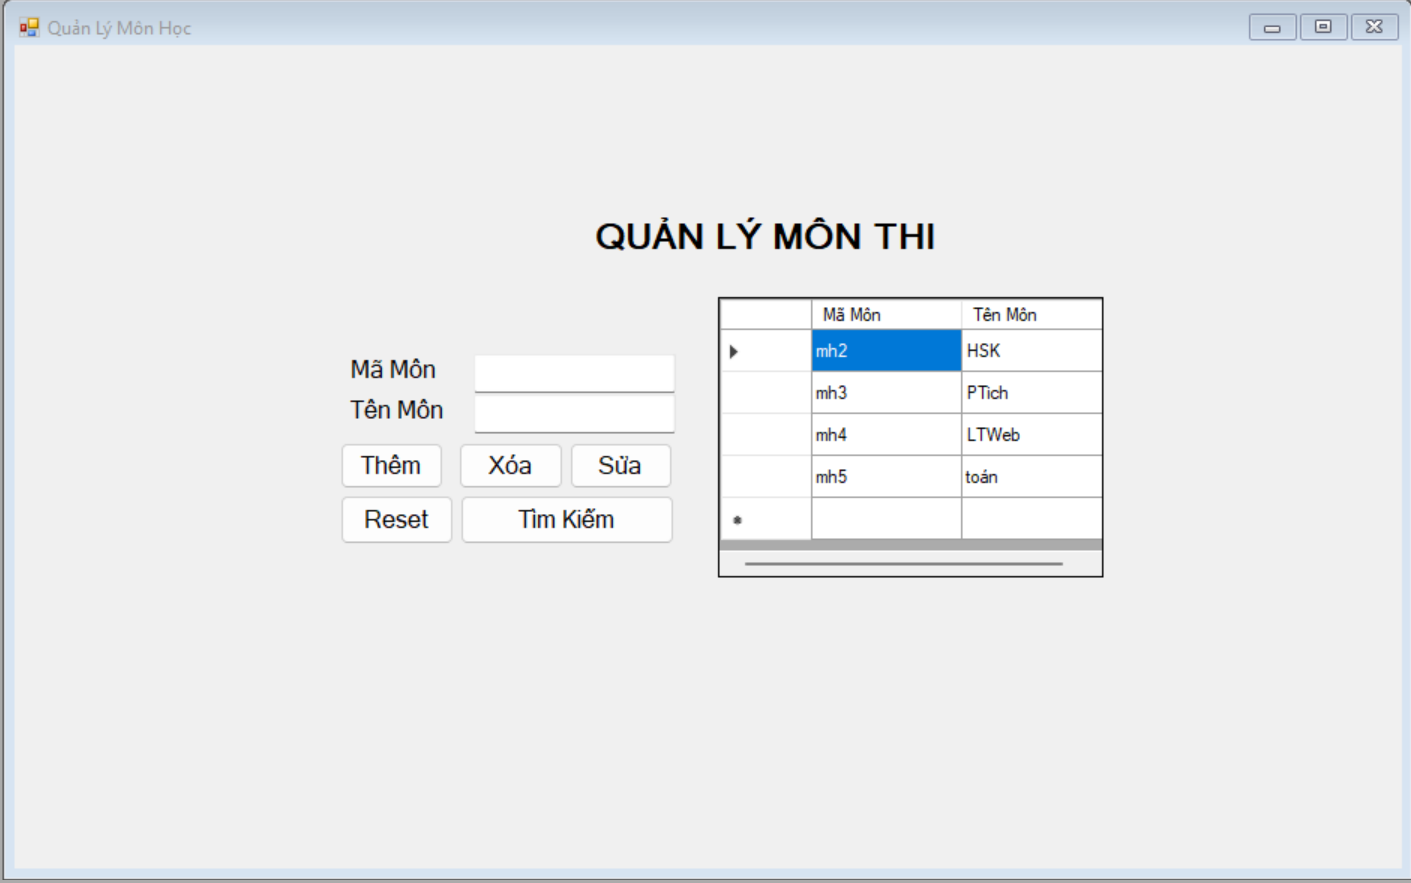 Quản Lý Môn Học
QUẢN LÝ MÔN THI
Mã Môn
Tên Môn
Thêm Xóa Sửa
Reset Tìm Kiếm
Mã Môn Tên Môn
mh2 HSK
mh3 PTich
mh4 LTWeb
mh5 toán